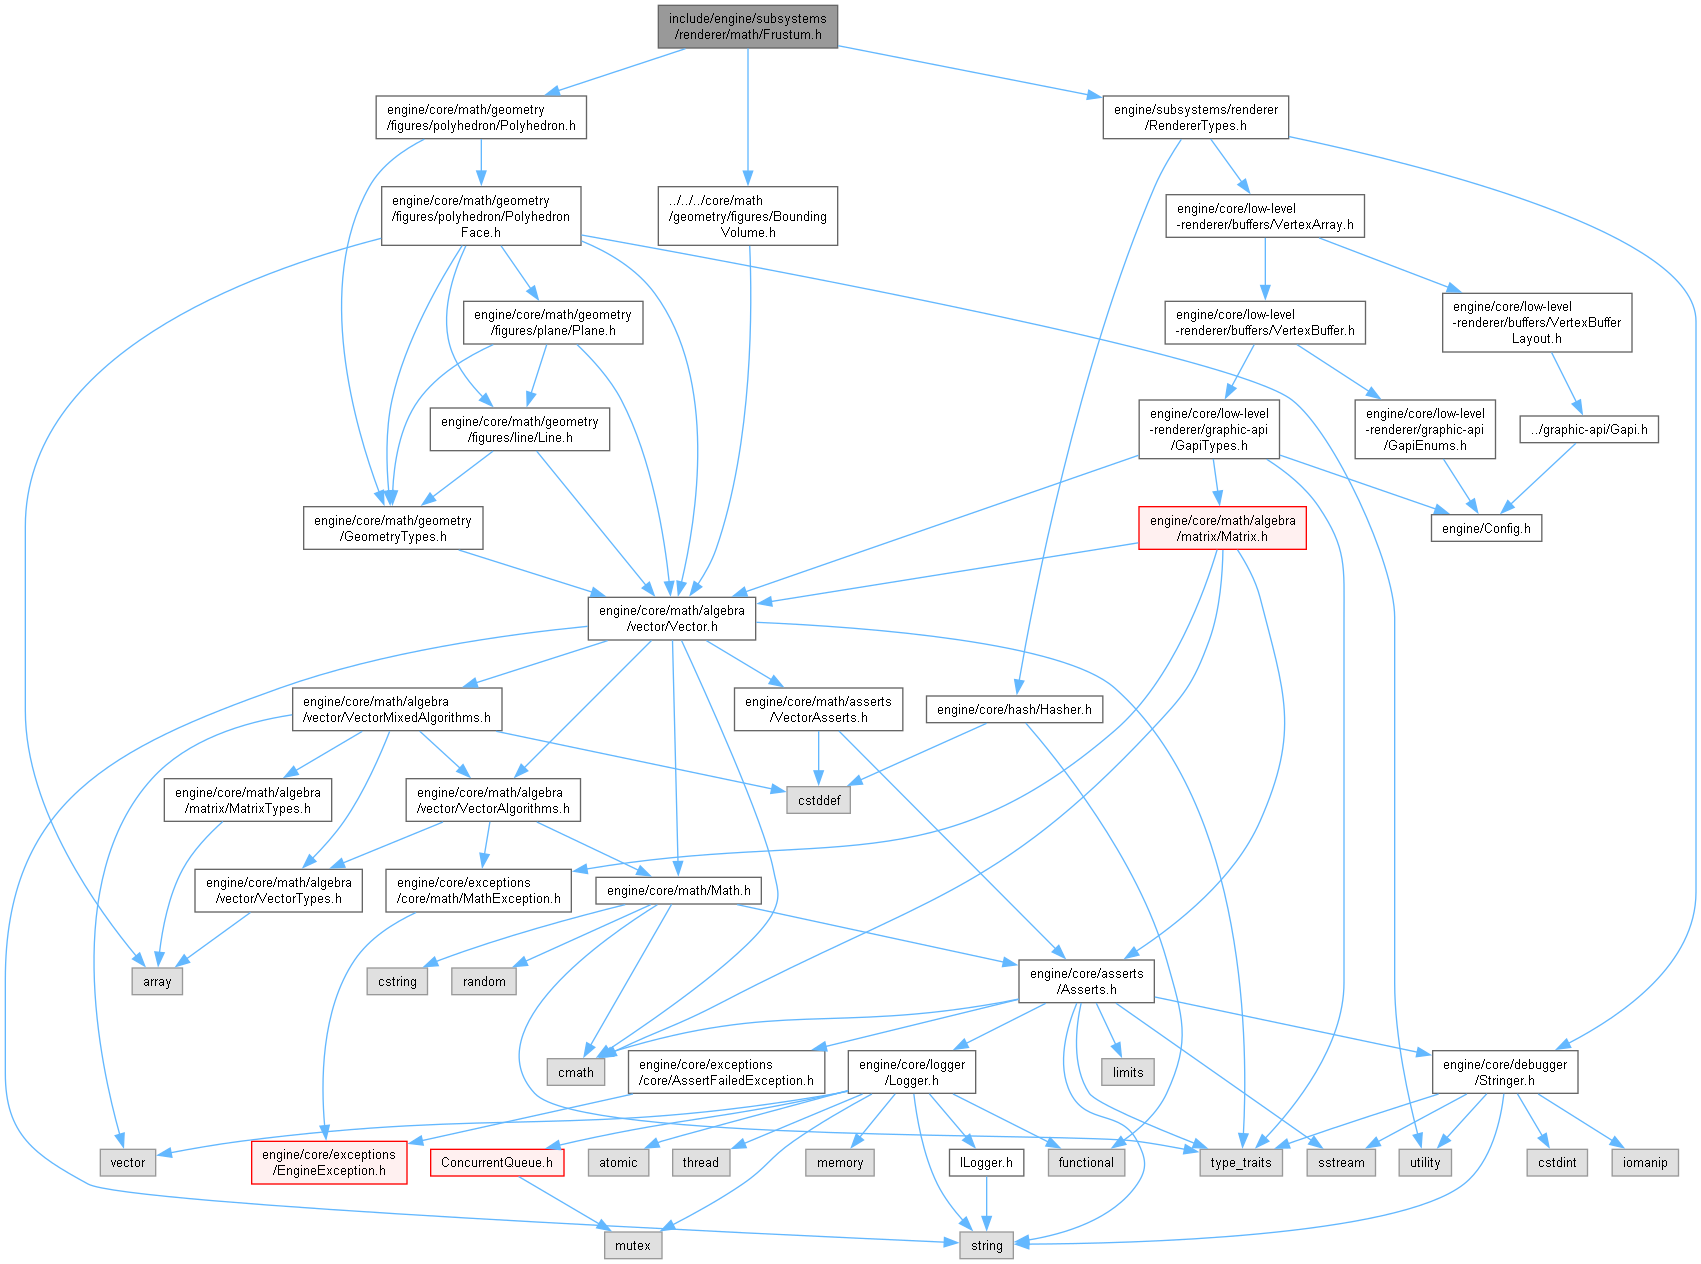 include/engine/subsystems
/renderer/math/Frustum.h
engine/core/math/geometry
/figures/polyhedron/Polyhedron.h
engine/subsystems/renderer
/RendererTypes.h
engine/core/math/geometry
/figures/polyhedron/Polyhedron
Face.h
../../../core/math
/geometry/figures/Bounding
Volume.h
engine/core/low-level
-renderer/buffers/VertexArray.h
engine/core/math/geometry
/figures/plane/Plane.h
engine/core/low-level
-renderer/buffers/VertexBuffer.h
engine/core/low-level
-renderer/buffers/VertexBuffer
Layout.h
engine/core/math/geometry
/figures/line/Line.h
engine/core/low-level
-renderer/graphic-api
/GapiTypes.h
engine/core/low-level
-renderer/graphic-api
/GapiEnums.h
../graphic-api/Gapi.h
engine/core/math/geometry
/GeometryTypes.h
engine/core/math/algebra
/matrix/Matrix.h
engine/Config.h
engine/core/math/algebra
/vector/Vector.h
engine/core/math/algebra
/vector/VectorMixedAlgorithms.h
engine/core/math/asserts
/VectorAsserts.h
engine/core/hash/Hasher.h
engine/core/math/algebra
/matrix/MatrixTypes.h
engine/core/math/algebra
/vector/VectorAlgorithms.h
cstddef
engine/core/math/algebra
/vector/VectorTypes.h
engine/core/exceptions
/core/math/MathException.h
engine/core/math/Math.h
array
cstring
random
engine/core/asserts
/Asserts.h
cmath
engine/core/exceptions
/core/AssertFailedException.h
engine/core/logger
/Logger.h
limits
engine/core/debugger
/Stringer.h
vector
engine/core/exceptions
/EngineException.h
ConcurrentQueue.h
atomic
thread
memory
ILogger.h
functional
type_traits
sstream
utility
cstdint
iomanip
mutex
string